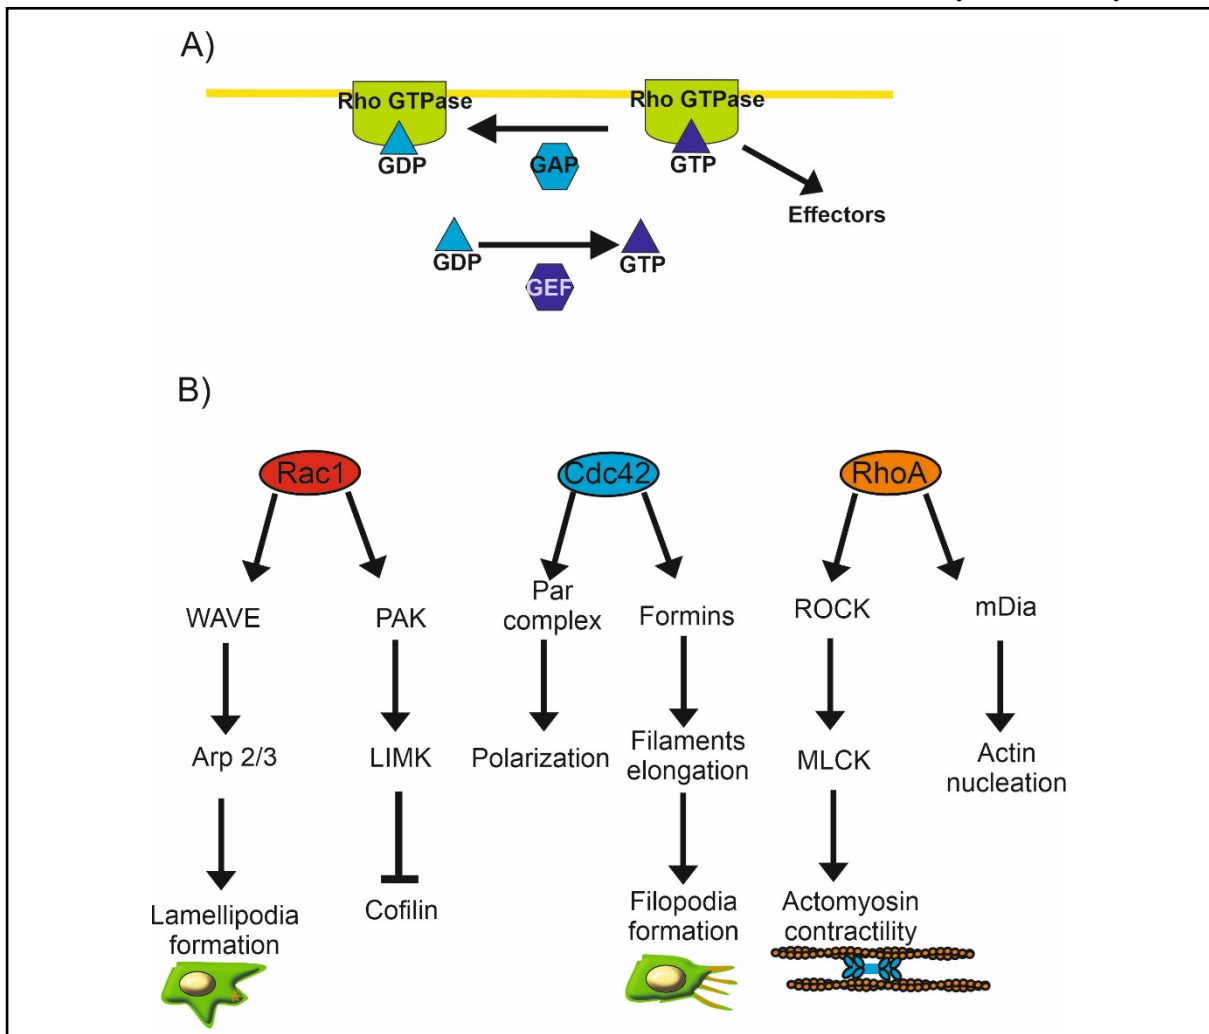 A)
Rho GTPase
Rho GTPase
GDP
GAP
GTP
Effectors
GDP
GTP
GEF
B)
Rac1
Cdc42
RhoA
WAVE
PAK
Par
complex
Formins
ROCK
mDia
Arp 2/3
LIMK
Polarization
Filaments
elongation
MLCK
Actin
nucleation
Lamellipodia
formation
Cofilin
Filopodia
formation
Actomyosin
contractility